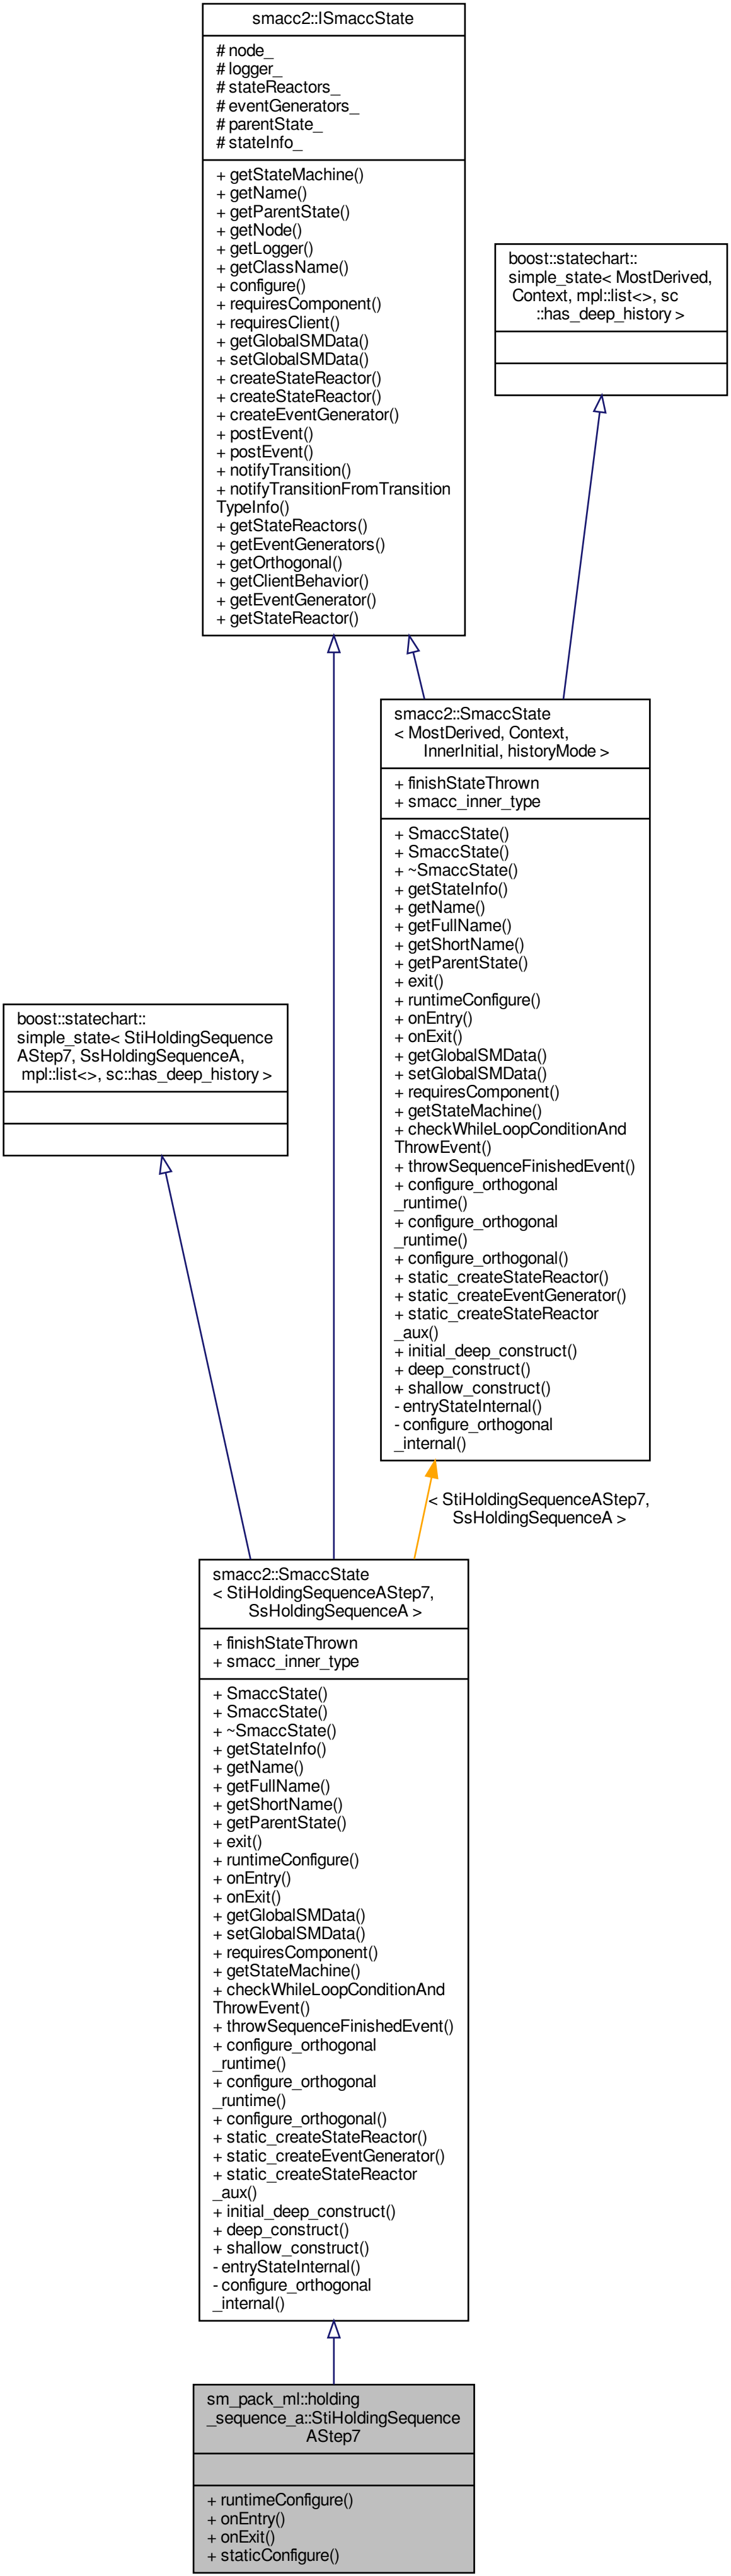 smacc2::ISmaccState
# node_
# logger_
# stateReactors_
# eventGenerators_
# parentState_
# stateInfo_
+ getStateMachine()
+ getName()
+ getParentState()
+ getNode()
+ getLogger()
+ getClassName()
+ configure()
+ requiresComponent()
+ requiresClient()
+ getGlobalSMData()
+ setGlobalSMData()
+ createStateReactor()
+ createStateReactor()
+ createEventGenerator()
+ postEvent()
+ postEvent()
+ notifyTransition()
+ notifyTransitionFromTransition
TypeInfo()
+ getStateReactors()
+ getEventGenerators()
+ getOrthogonal()
+ getClientBehavior()
+ getEventGenerator()
+ getStateReactor()
boost::statechart::
simple_state< MostDerived,
Context, mpl::list<>, sc
::has_deep_history >
smacc2::SmaccState
< MostDerived, Context,
InnerInitial, historyMode >
+ finishStateThrown
+ smacc_inner_type
+ SmaccState()
+ SmaccState()
+ ~SmaccState()
+ getStateInfo()
+ getName()
+ getFullName()
+ getShortName()
+ getParentState()
+ exit()
+ runtimeConfigure()
+ onEntry()
+ onExit()
+ getGlobalSMData()
+ setGlobalSMData()
+ requiresComponent()
+ getStateMachine()
+ checkWhileLoopConditionAnd
ThrowEvent()
+ throwSequenceFinishedEvent()
+ configure_orthogonal
_runtime()
+ configure_orthogonal
_runtime()
+ configure_orthogonal()
+ static_createStateReactor()
+ static_createEventGenerator()
+ static_createStateReactor
_aux()
+ initial_deep_construct()
+ deep_construct()
+ shallow_construct()
- entryStateInternal()
- configure_orthogonal
_internal()
boost::statechart::
simple_state< StiHoldingSequence
AStep7, SsHoldingSequenceA,
mpl::list<>, sc::has_deep_history >
< StiHoldingSequenceAStep7,
SsHoldingSequenceA >
smacc2::SmaccState
< StiHoldingSequenceAStep7,
SsHoldingSequenceA >
+ finishStateThrown
+ smacc_inner_type
+ SmaccState()
+ SmaccState()
+ ~SmaccState()
+ getStateInfo()
+ getName()
+ getFullName()
+ getShortName()
+ getParentState()
+ exit()
+ runtimeConfigure()
+ onEntry()
+ onExit()
+ getGlobalSMData()
+ setGlobalSMData()
+ requiresComponent()
+ getStateMachine()
+ checkWhileLoopConditionAnd
ThrowEvent()
+ throwSequenceFinishedEvent()
+ configure_orthogonal
_runtime()
+ configure_orthogonal
_runtime()
+ configure_orthogonal()
+ static_createStateReactor()
+ static_createEventGenerator()
+ static_createStateReactor
_aux()
+ initial_deep_construct()
+ deep_construct()
+ shallow_construct()
- entryStateInternal()
- configure_orthogonal
_internal()
sm_pack_ml::holding
_sequence_a::StiHoldingSequence
AStep7
+ runtimeConfigure()
+ onEntry()
+ onExit()
+ staticConfigure()